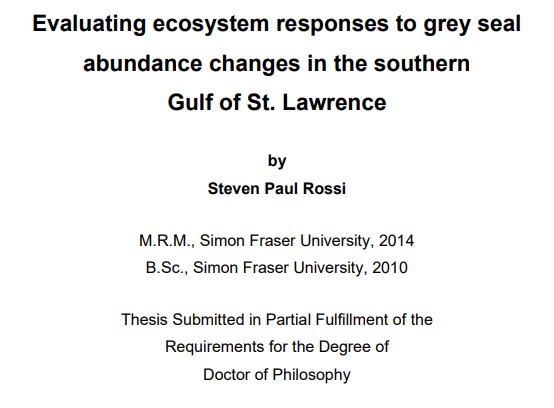 Evaluating ecosystem responses to grey seal
abundance changes in the southern
Gulf of St. Lawrence
by
Steven Paul Rossi
M.R.M., Simon Fraser University, 2014
B.Sc., Simon Fraser University, 2010
Thesis Submitted in Partial Fulfillment of the
Requirements for the Degree of
Doctor of Philosophy